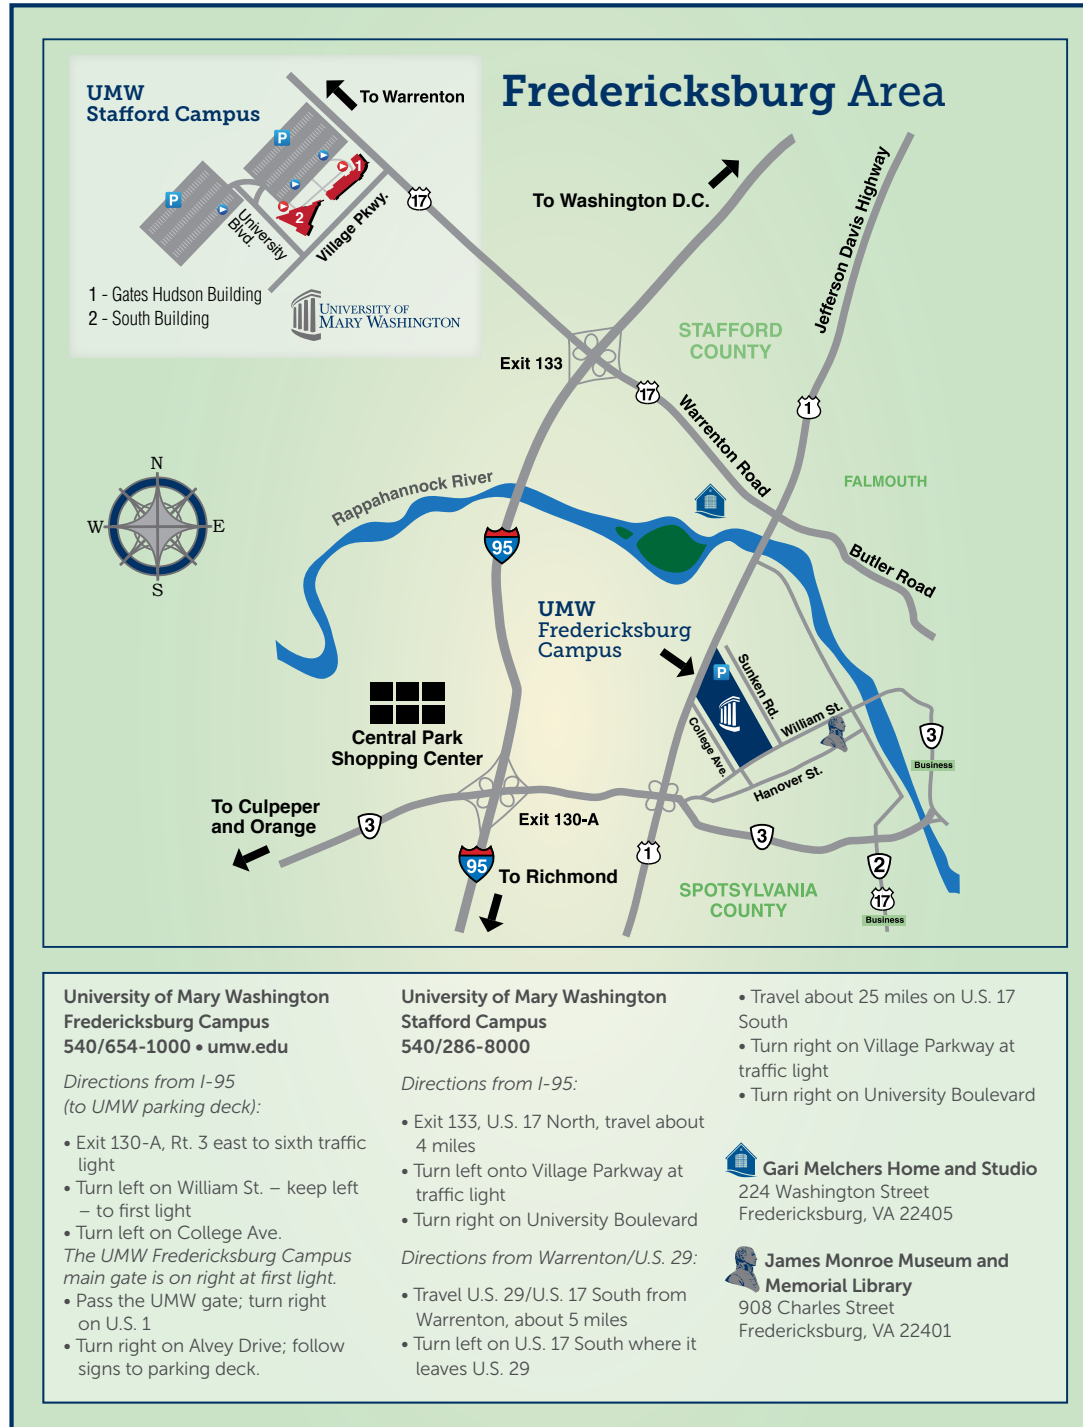 Fredericksburg Area
UMW
Stafford Campus
To Warrenton
P
P
1
2
17
University
Blvd.
Village Pkwy.
1 - Gates Hudson Building
2 - South Building
UNIVERSITY OF
MARY WASHINGTON
To Washington D.C.
Jefferson Davis Highway
STAFFORD
COUNTY
Exit 133
17
1
Warrenton Road
FALMOUTH
Rappahannock River
N
W
E
S
95
Butler Road
UMW
Fredericksburg
Campus
P
Sunken Rd.
College Ave.
William St.
Hanover St.
3
Business
Central Park
Shopping Center
To Culpeper
and Orange
3
Exit 130-A
3
1
95
To Richmond
2
17
Business
SPOTSYLVANIA
COUNTY
University of Mary Washington
Fredericksburg Campus
540/654-1000 • umw.edu
Directions from I-95
(to UMW parking deck):
• Exit 130-A, Rt. 3 east to sixth traffic
light
• Turn left on William St. – keep left
– to first light
• Turn left on College Ave.
The UMW Fredericksburg Campus
main gate is on right at first light.
• Pass the UMW gate; turn right
on U.S. 1
• Turn right on Alvey Drive; follow
signs to parking deck.
University of Mary Washington
Stafford Campus
540/286-8000
Directions from I-95:
• Exit 133, U.S. 17 North, travel about
4 miles
• Turn left onto Village Parkway at
traffic light
• Turn right on University Boulevard
Directions from Warrenton/U.S. 29:
• Travel U.S. 29/U.S. 17 South from
Warrenton, about 5 miles
• Turn left on U.S. 17 South where it
leaves U.S. 29
• Travel about 25 miles on U.S. 17
South
• Turn right on Village Parkway at
traffic light
• Turn right on University Boulevard
Gari Melchers Home and Studio
224 Washington Street
Fredericksburg, VA 22405
James Monroe Museum and
Memorial Library
908 Charles Street
Fredericksburg, VA 22401